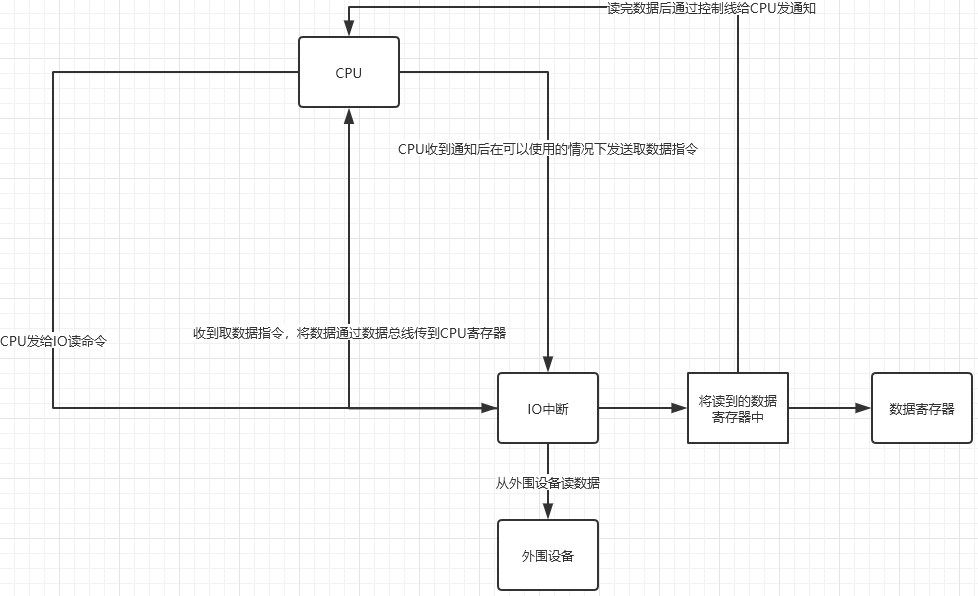 读完数据后通过控制线给CPU发通知
CPU
CPU收到通知后在可以使用的情况下发送取数据指令
收到取数据指令，将数据通过数据总线传到CPU寄存器
CPU发给IO读命令
IO中断
将读到的数据
寄存器中
数据寄存器
从外围设备读数据
外围设备